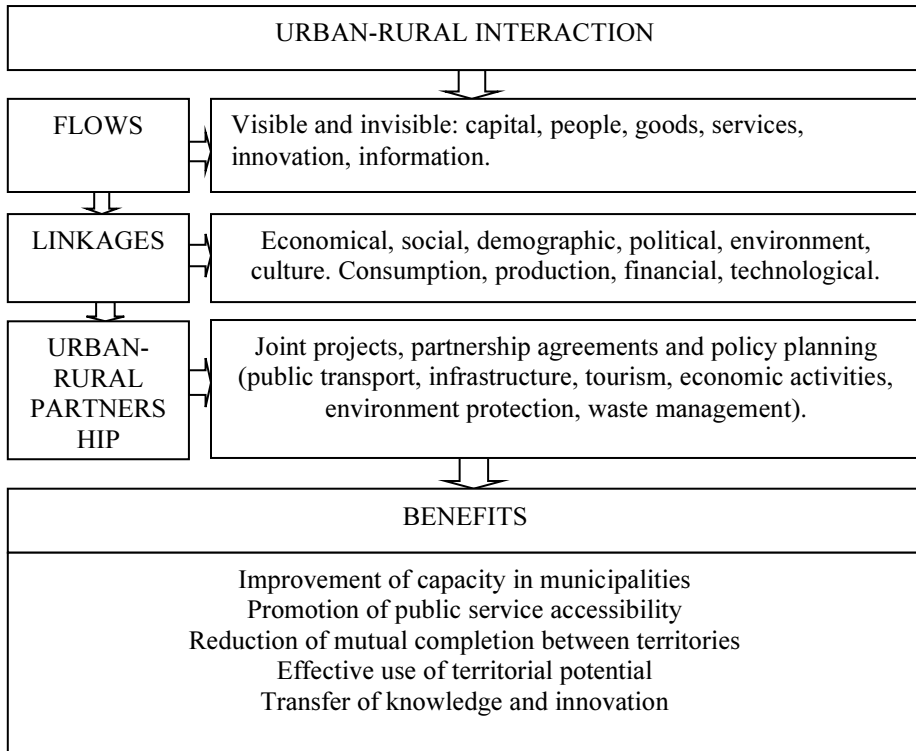 URBAN-RURAL INTERACTION
FLOWS
Visible and invisible: capital, people, goods, services,
innovation, information.
LINKAGES
Economical, social, demographic, political, environment,
culture. Consumption, production, financial, technological.
URBAN-
RURAL
PARTNERS
HIP
Joint projects, partnership agreements and policy planning
(public transport, infrastructure, tourism, economic activities,
environment protection, waste management).
BENEFITS
Improvement of capacity in municipalities
Promotion of public service accessibility
Reduction of mutual completion between territories
Effective use of territorial potential
Transfer of knowledge and innovation